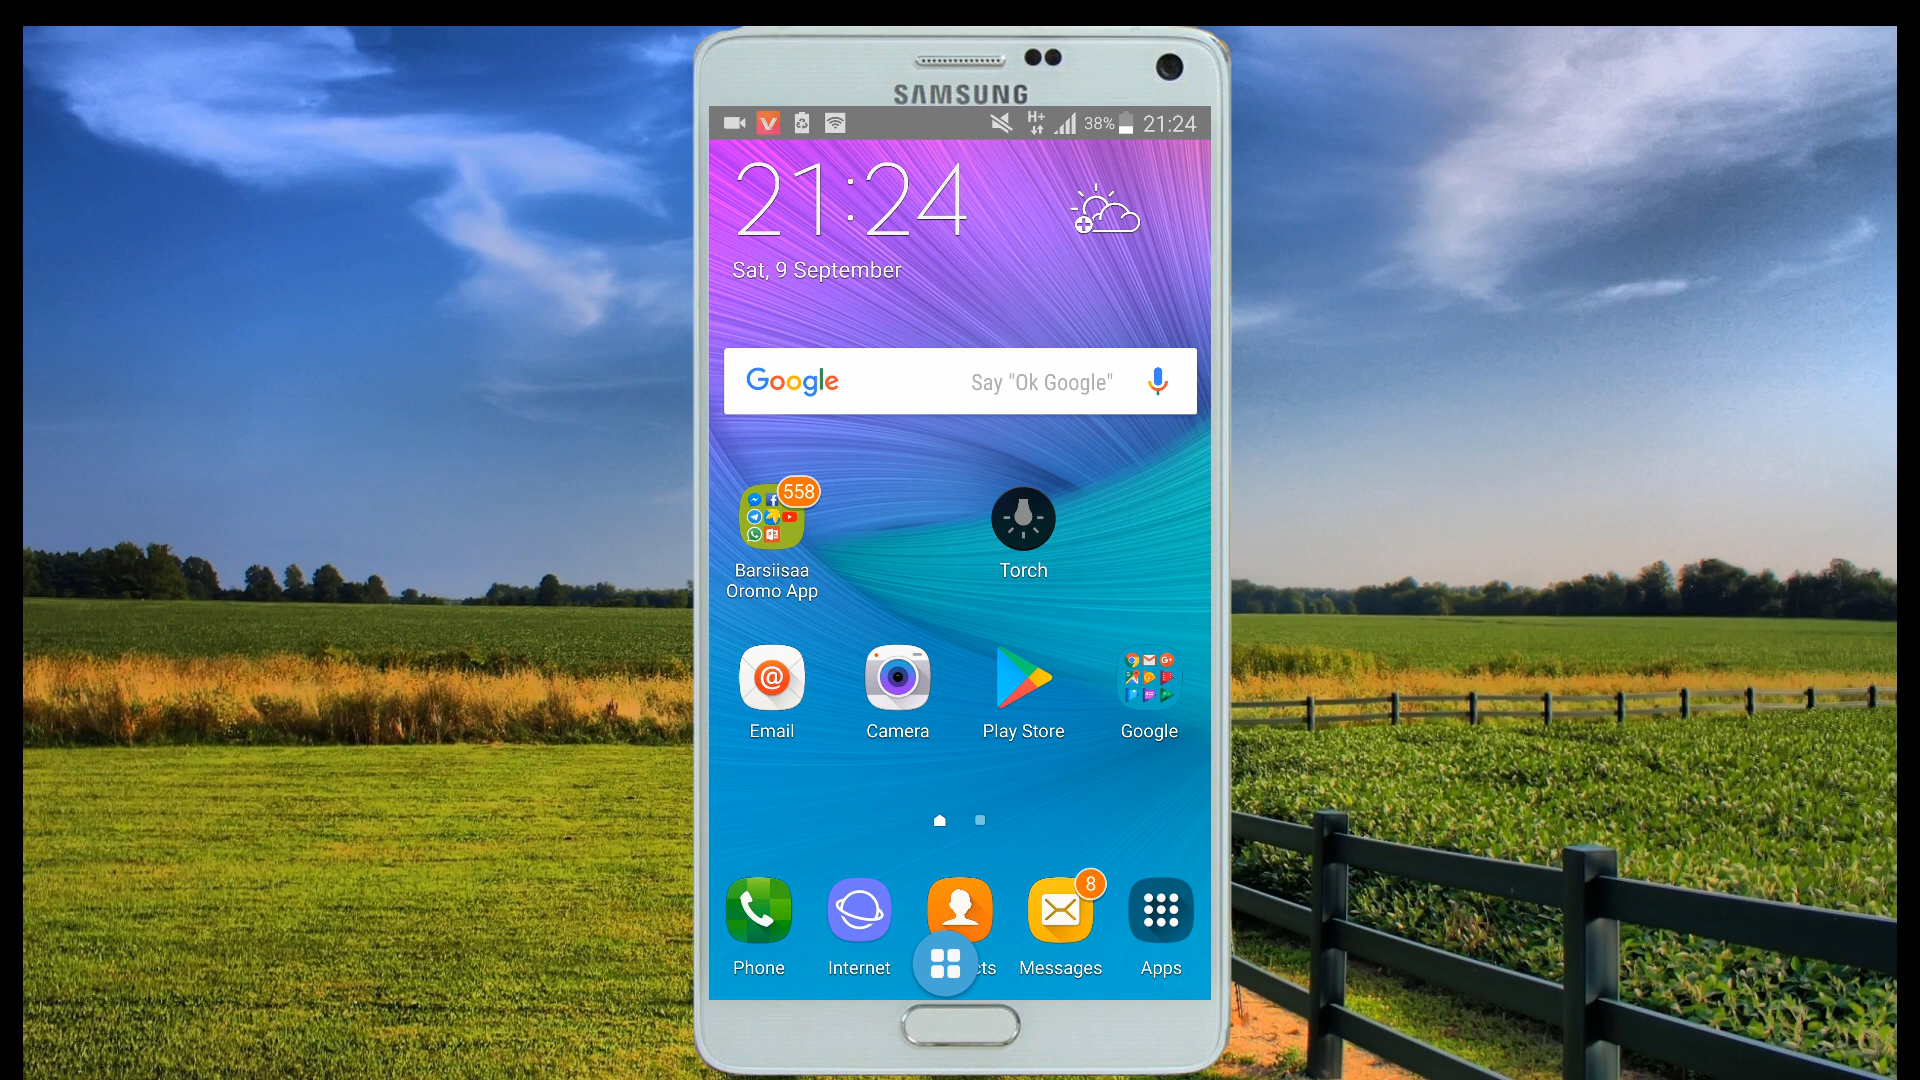 SAMSUNG
H+ 38% 21:24
21:24
Sat, 9 September
Google Say "Ok Google"
558
Barsiisaa
Oromo App
Torch
Email Camera Play Store Google
8
Phone Internet cts Messages Apps